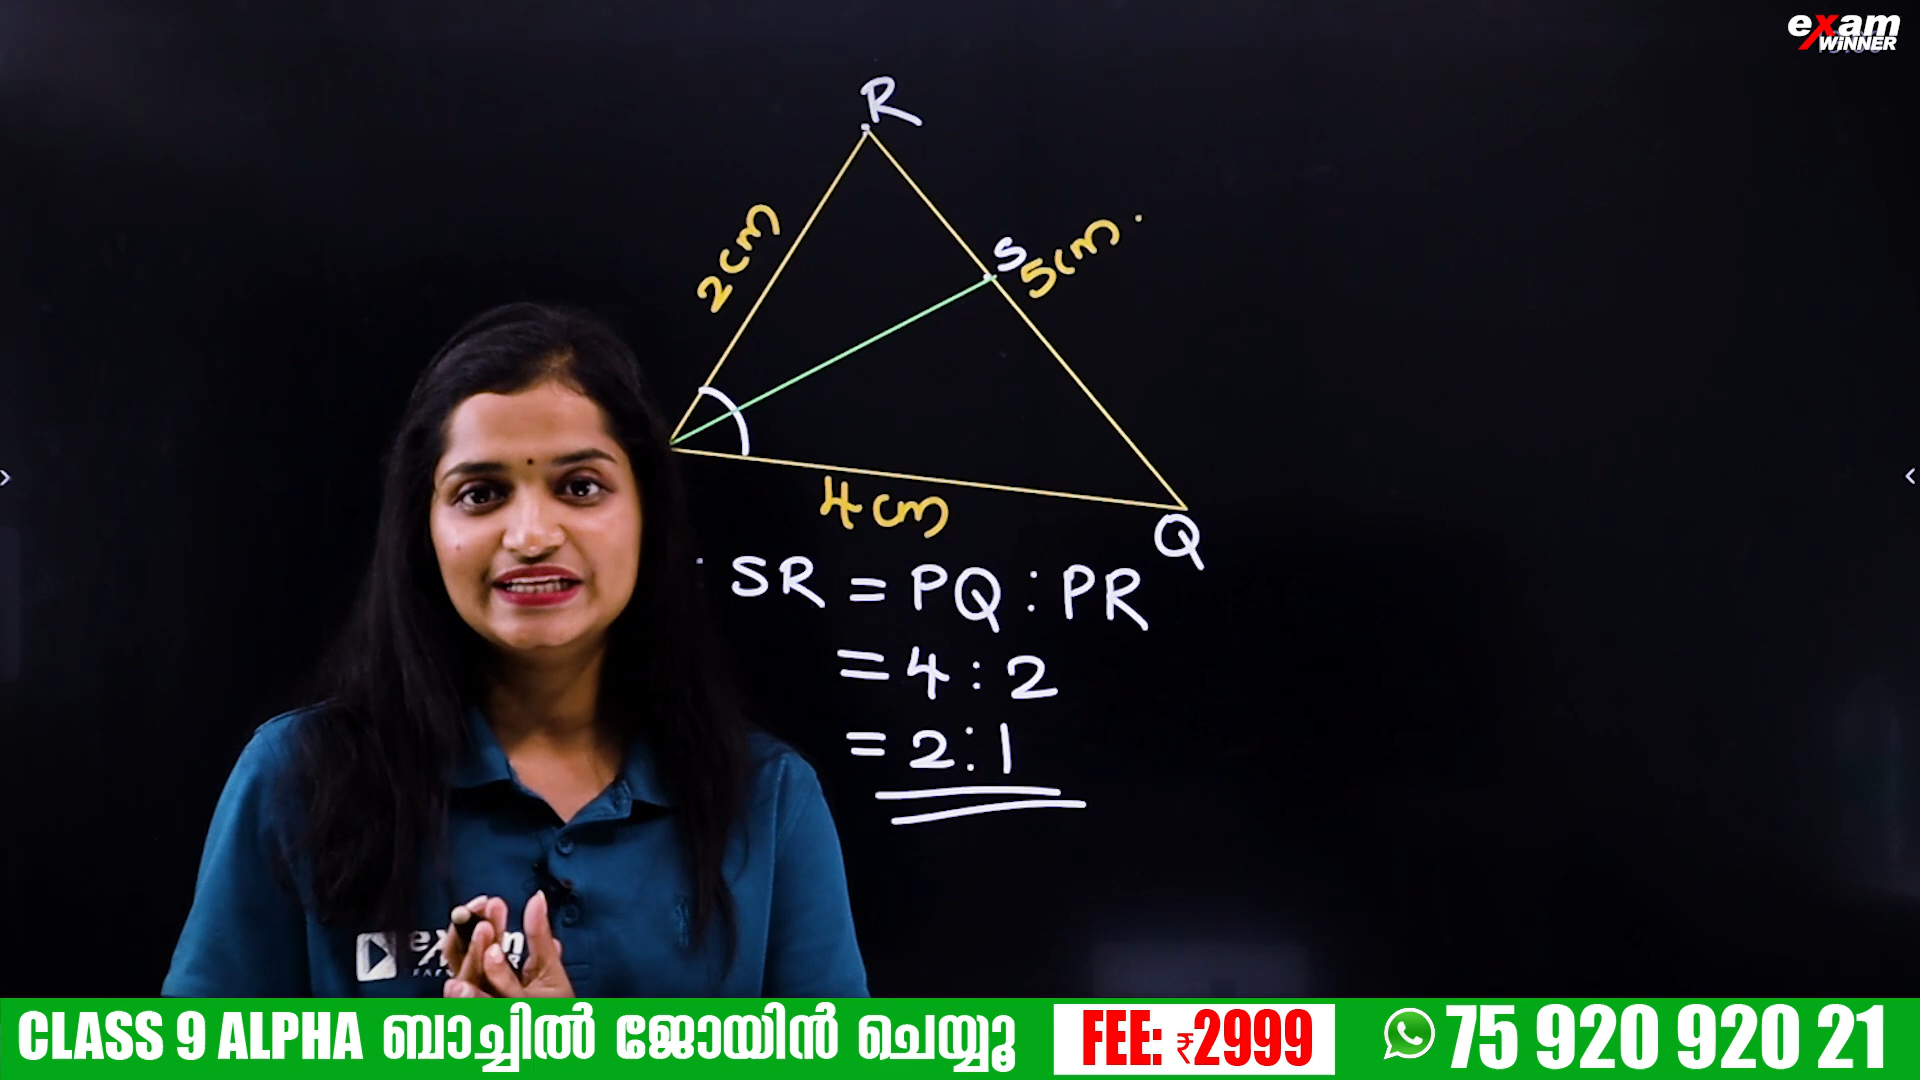 exam
WINNER
R
2cm
S
5cm
4cm
Q
: SR = PQ : PR
= 4 : 2
= 2 : 1
CLASS 9 ALPHA ബാച്ചിൽ ജോയിൻ ചെയ്യൂ
FEE: ₹2999
75 920 920 21